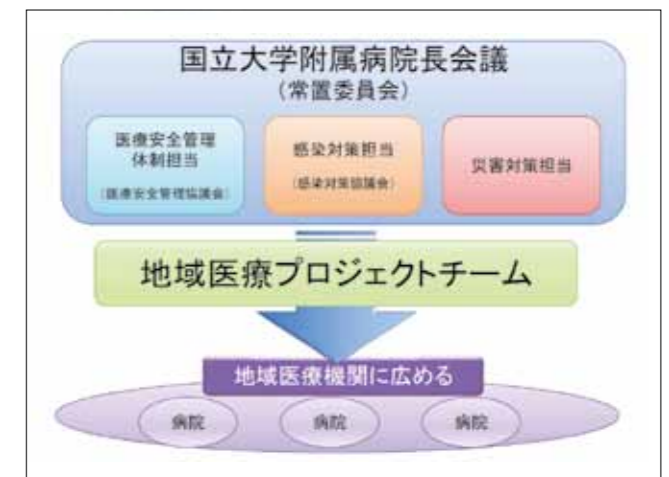 国立大学附属病院長会議
(常置委員会)
医療安全管理
体制担当
(医療安全管理協議会)
感染対策担当
(感染対策協議会)
災害対策担当
地域医療プロジェクトチーム
地域医療機関に広める
病院
病院
病院